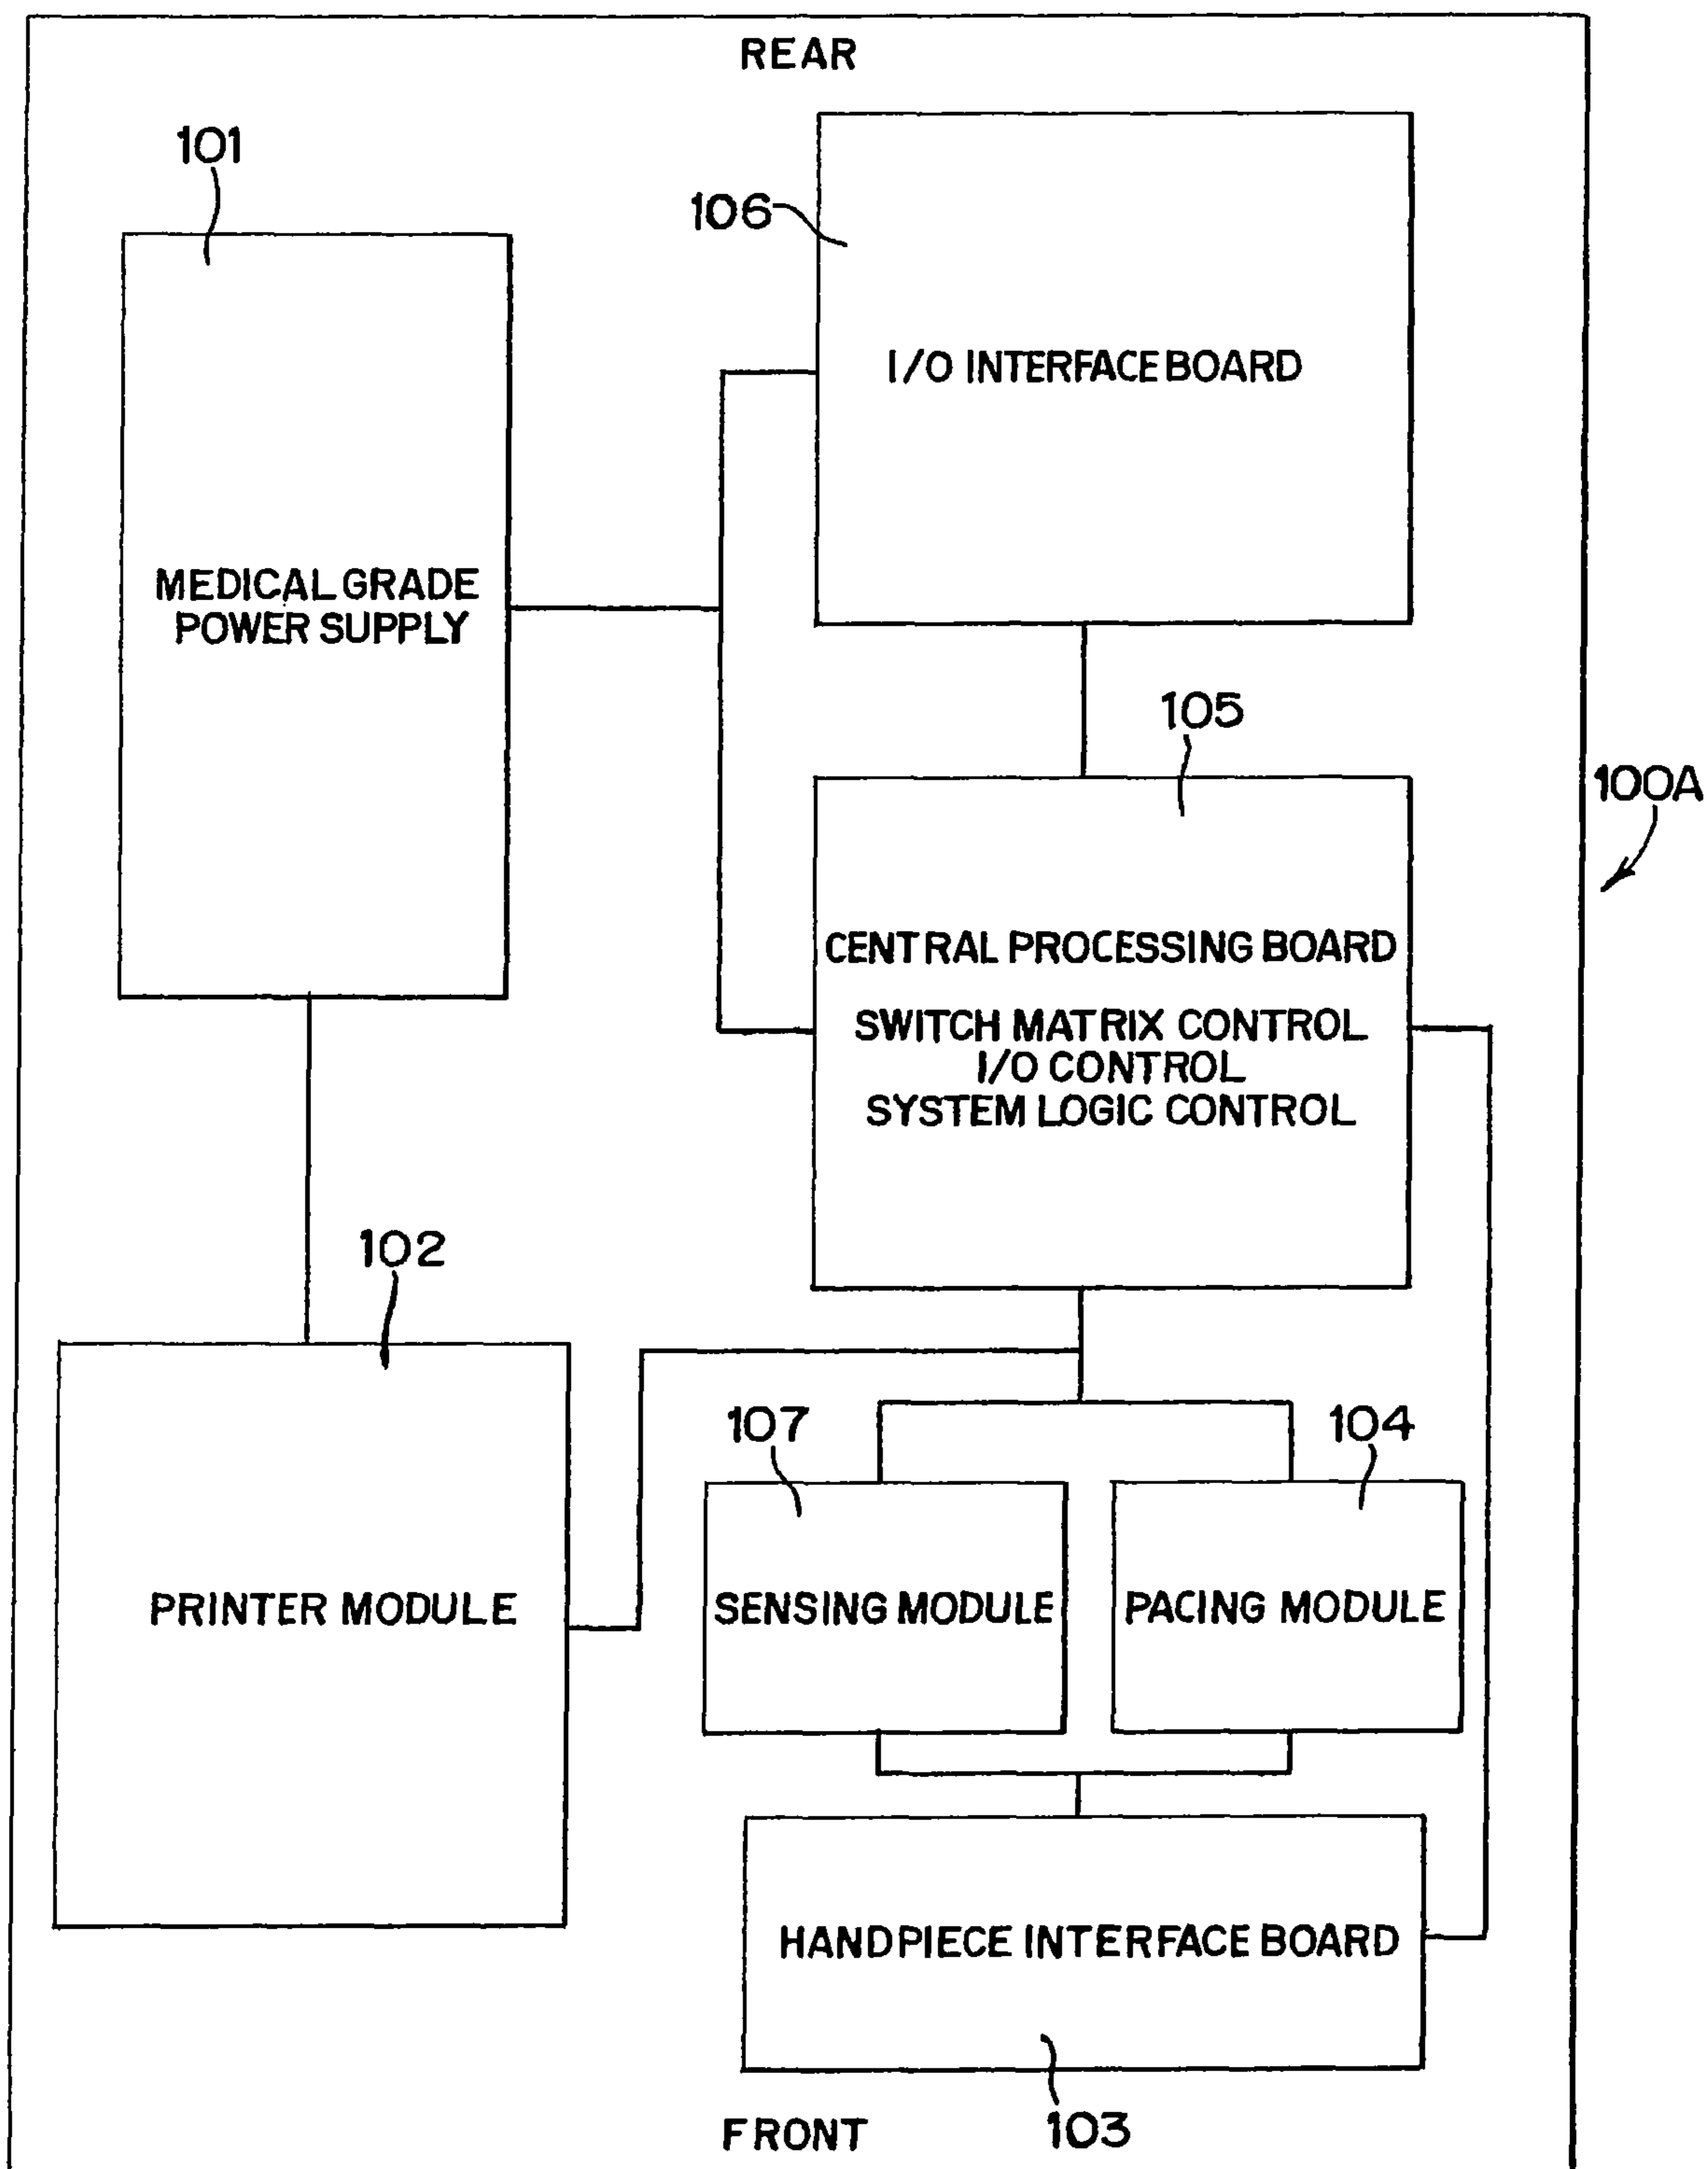 REAR
101
106
I/O INTERFACE BOARD
MEDICAL GRADE
POWER SUPPLY
105
100A
CENTRAL PROCESSING BOARD
SWITCH MATRIX CONTROL
I/O CONTROL
SYSTEM LOGIC CONTROL
102
107
104
PRINTER MODULE
SENSING MODULE
PACING MODULE
HANDPIECE INTERFACE BOARD
FRONT
103